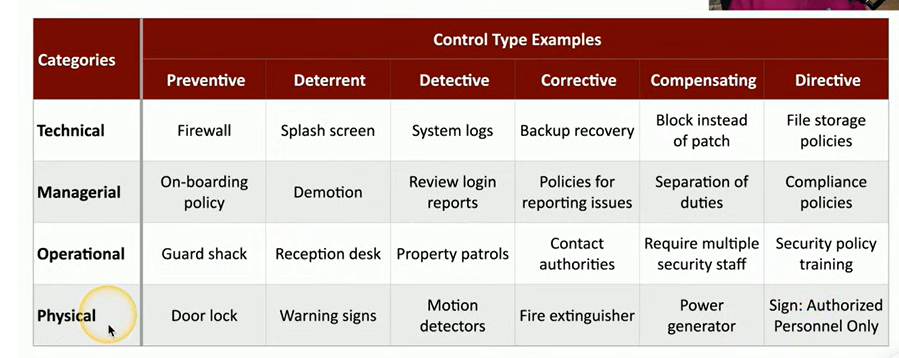 Control Type Examples
Categories
Preventive Deterrent Detective Corrective Compensating Directive
Technical Firewall Splash screen System logs Backup recovery Block instead of patch File storage policies
Managerial On-boarding policy Demotion Review login reports Policies for reporting issues Separation of duties Compliance policies
Operational Guard shack Reception desk Property patrols Contact authorities Require multiple security staff Security policy training
Physical Door lock Warning signs Motion detectors Fire extinguisher Power generator Sign: Authorized Personnel Only